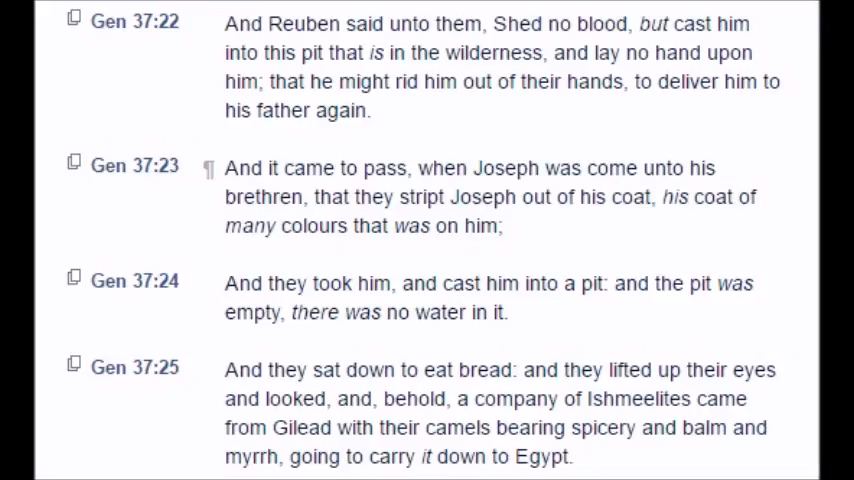 Gen 37:22 And Reuben said unto them, Shed no blood, but cast him
into this pit that is in the wilderness, and lay no hand upon
him; that he might rid him out of their hands, to deliver him to
his father again.
Gen 37:23 ¶ And it came to pass, when Joseph was come unto his
brethren, that they stript Joseph out of his coat, his coat of
many colours that was on him;
Gen 37:24 And they took him, and cast him into a pit: and the pit was
empty, there was no water in it.
Gen 37:25 And they sat down to eat bread: and they lifted up their eyes
and looked, and, behold, a company of Ishmeelites came
from Gilead with their camels bearing spicery and balm and
myrrh, going to carry it down to Egypt.